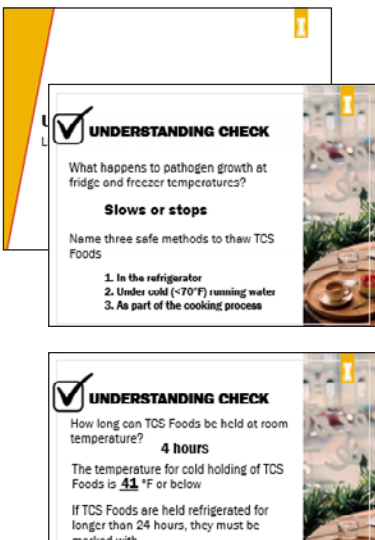 I
U
L
I
UNDERSTANDING CHECK
What happens to pathogen growth at
fridge and freezer temperatures?
Slows or stops
Name three safe methods to thaw TCS
Foods
1. In the refrigerator
2. Under cold (<70°F) running water
3. As part of the cooking process
I
UNDERSTANDING CHECK
How long can TCS Foods be held at room
temperature?
4 hours
The temperature for cold holding of TCS
Foods is 41 °F or below
If TCS Foods are held refrigerated for
longer than 24 hours, they must be
marked with